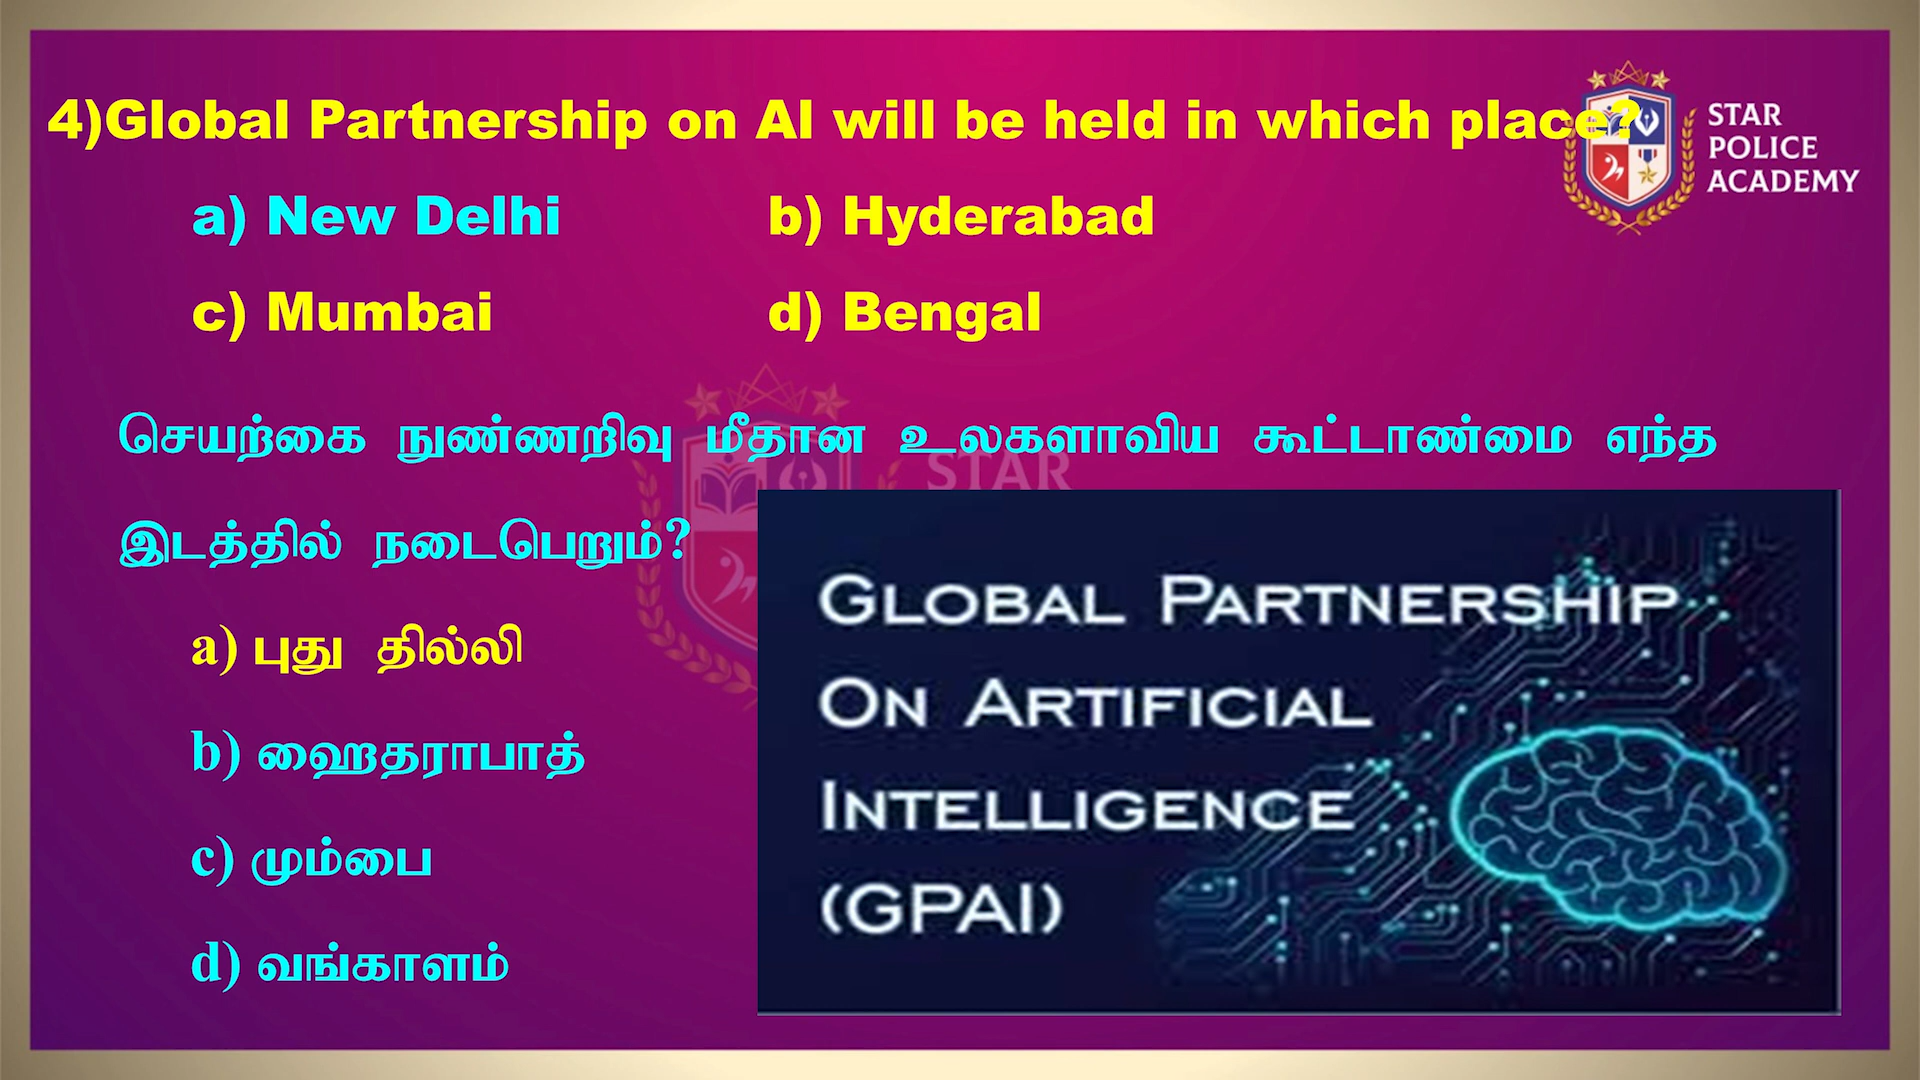 4)Global Partnership on AI will be held in which place?
a) New Delhi b) Hyderabad
c) Mumbai d) Bengal
STAR
POLICE
ACADEMY
செயற்கை நுண்ணறிவு மீதான உலகளாவிய கூட்டாண்மை எந்த
இடத்தில் நடைபெறும்?
a) புது தில்லி
b) ஹைதராபாத்
c) மும்பை
d) வங்காளம்
STAR
GLOBAL PARTNERSHIP
ON ARTIFICIAL
INTELLIGENCE
(GPAI)